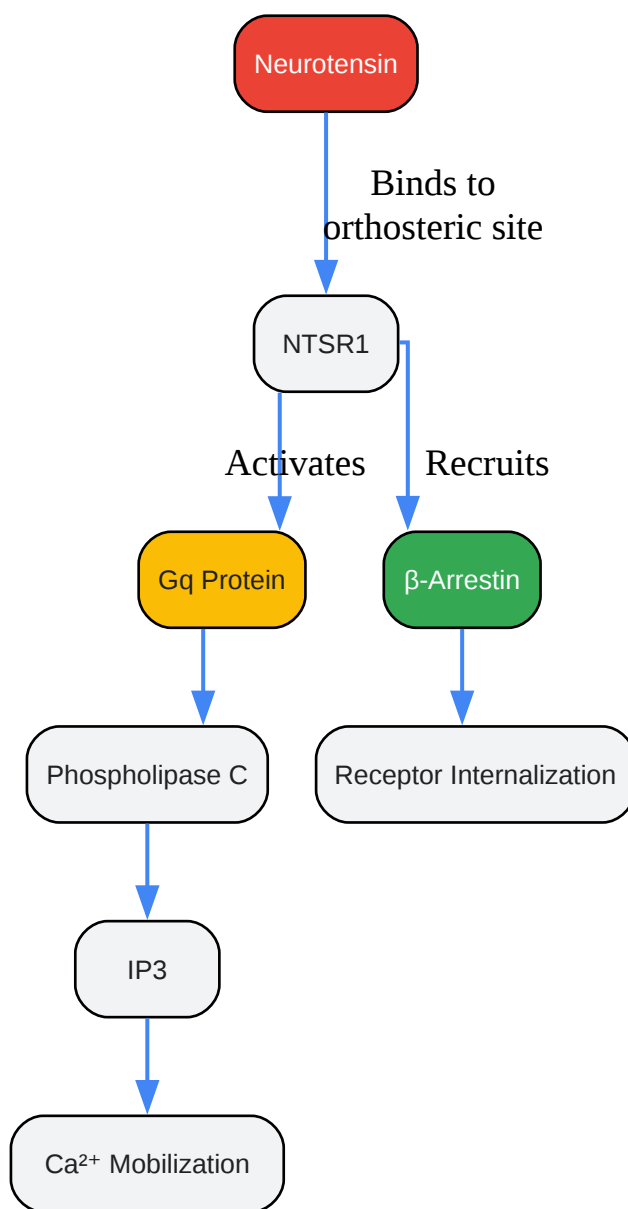 Neurotensin
Binds to
orthosteric site
NTSR1
Activates
Recruits
Gq Protein
β-Arrestin
Phospholipase C
Receptor Internalization
IP3
Ca²⁺ Mobilization